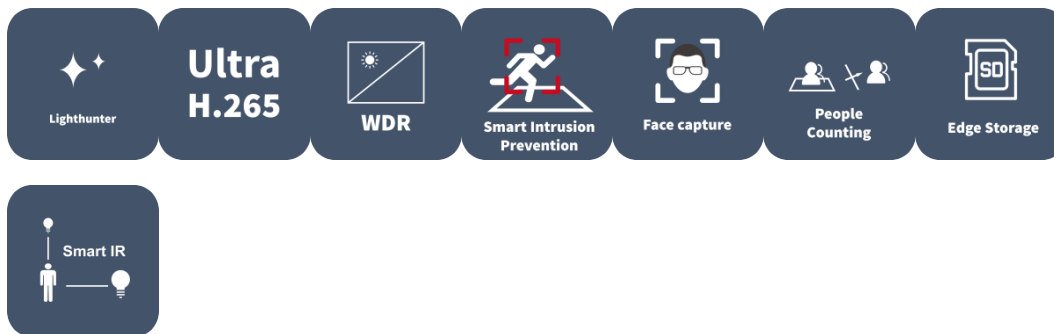 Lighthunter
Ultra
H.265
WDR
Smart Intrusion
Prevention
Face capture
People
Counting
SD
Edge Storage
Smart IR